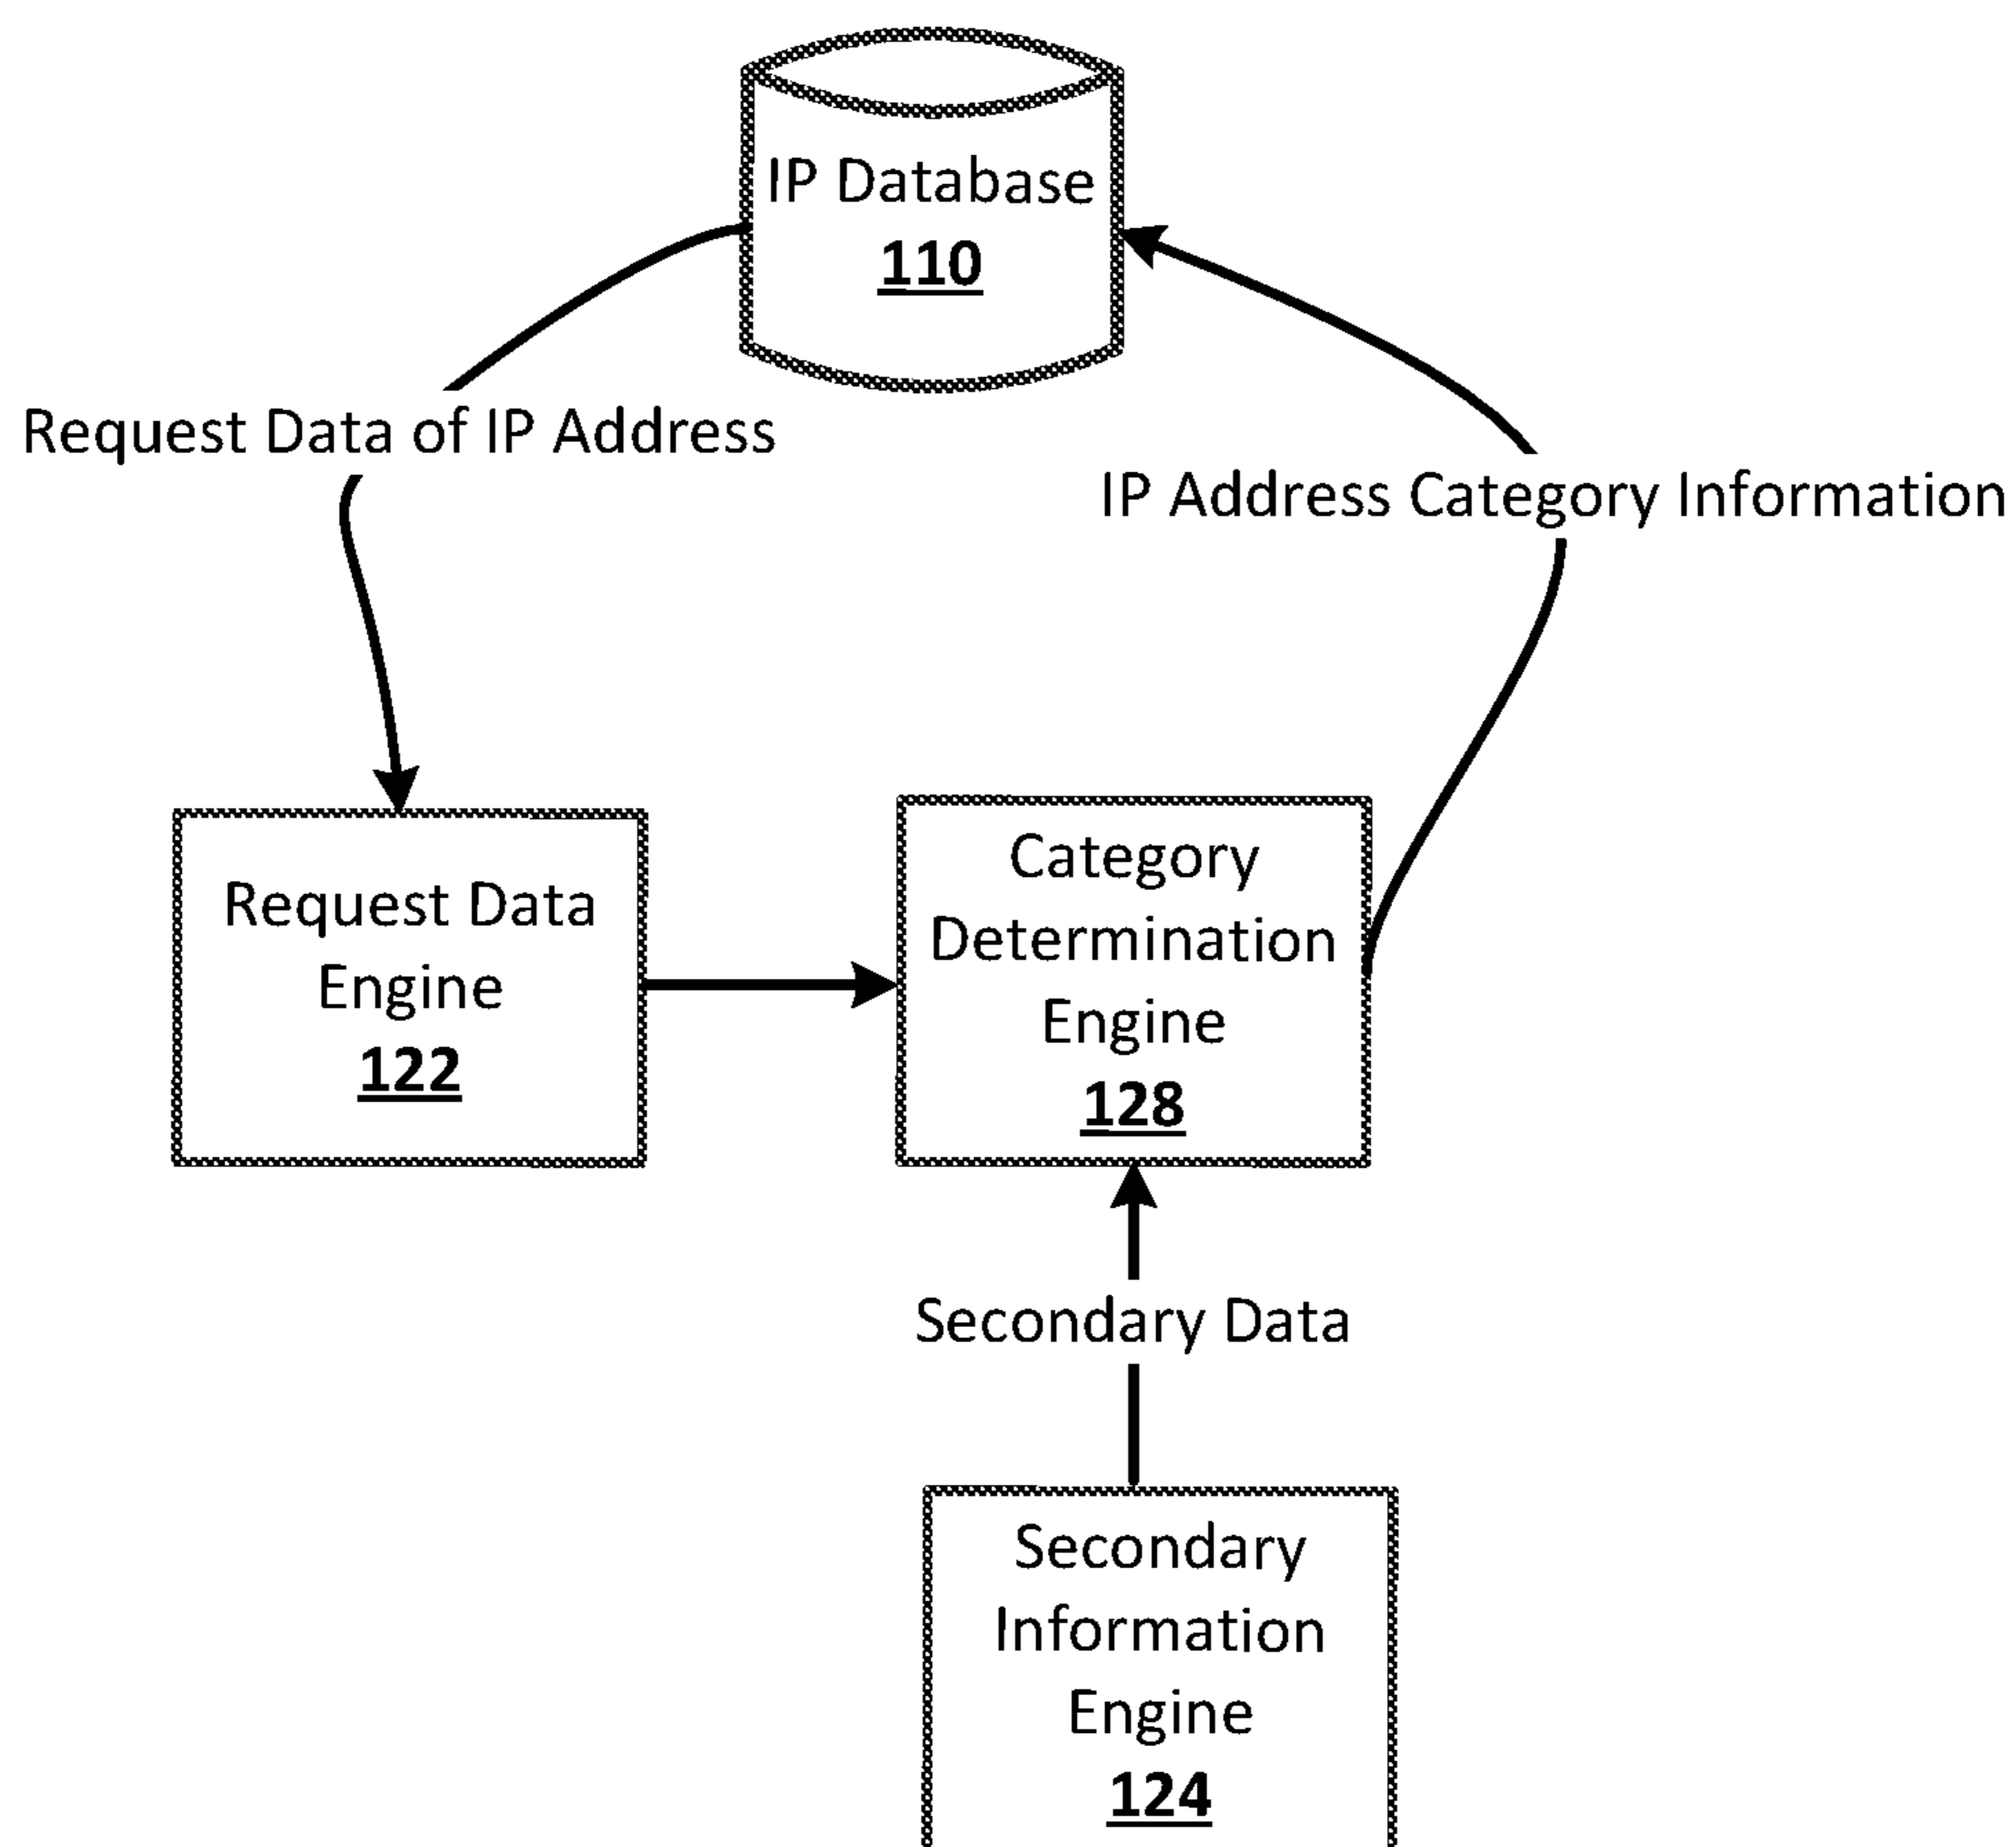 IP Database
110
Request Data of IP Address
IP Address Category Information
Request Data
Engine
122
Category
Determination
Engine
128
Secondary Data
Secondary
Information
Engine
124